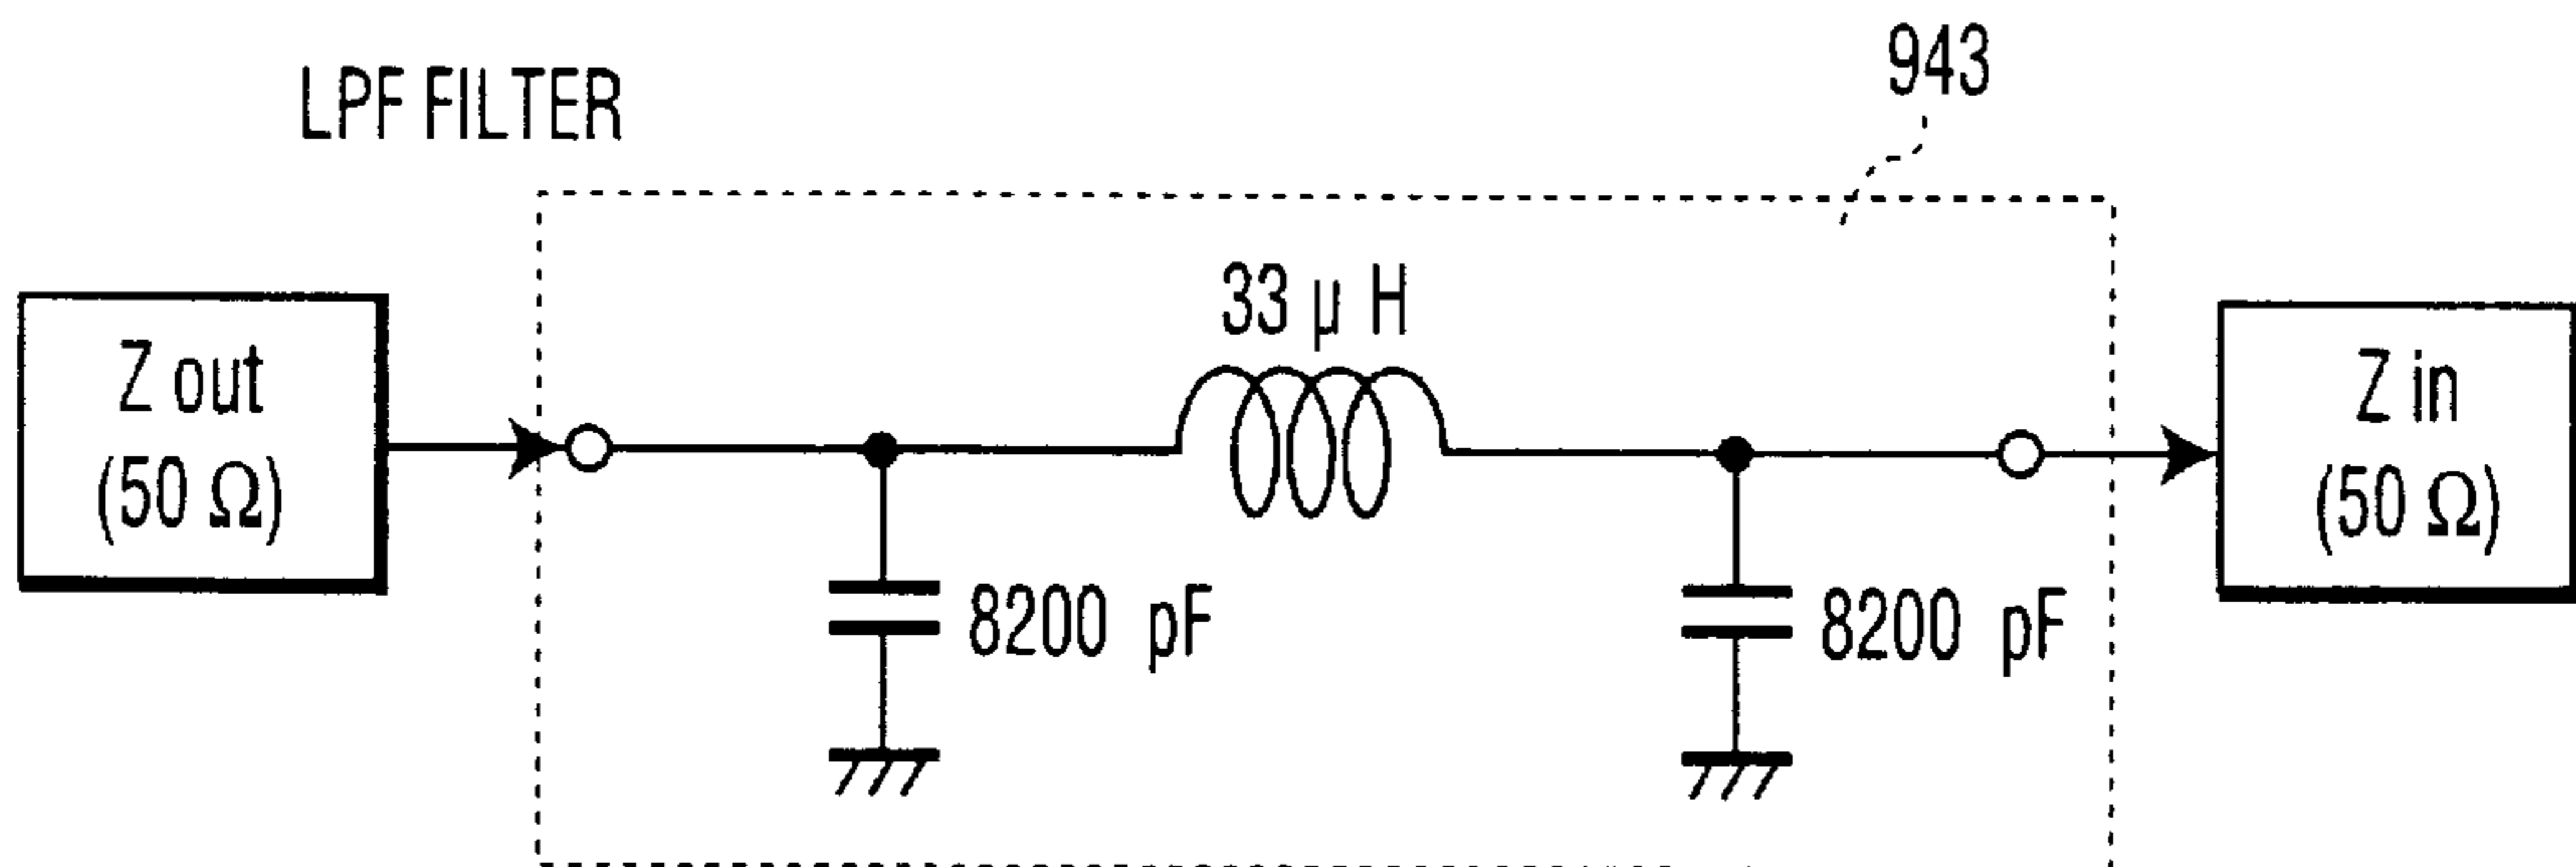 LPF FILTER
943
33 μ H
Z out
(50 Ω)
8200 pF
8200 pF
Z in
(50 Ω)